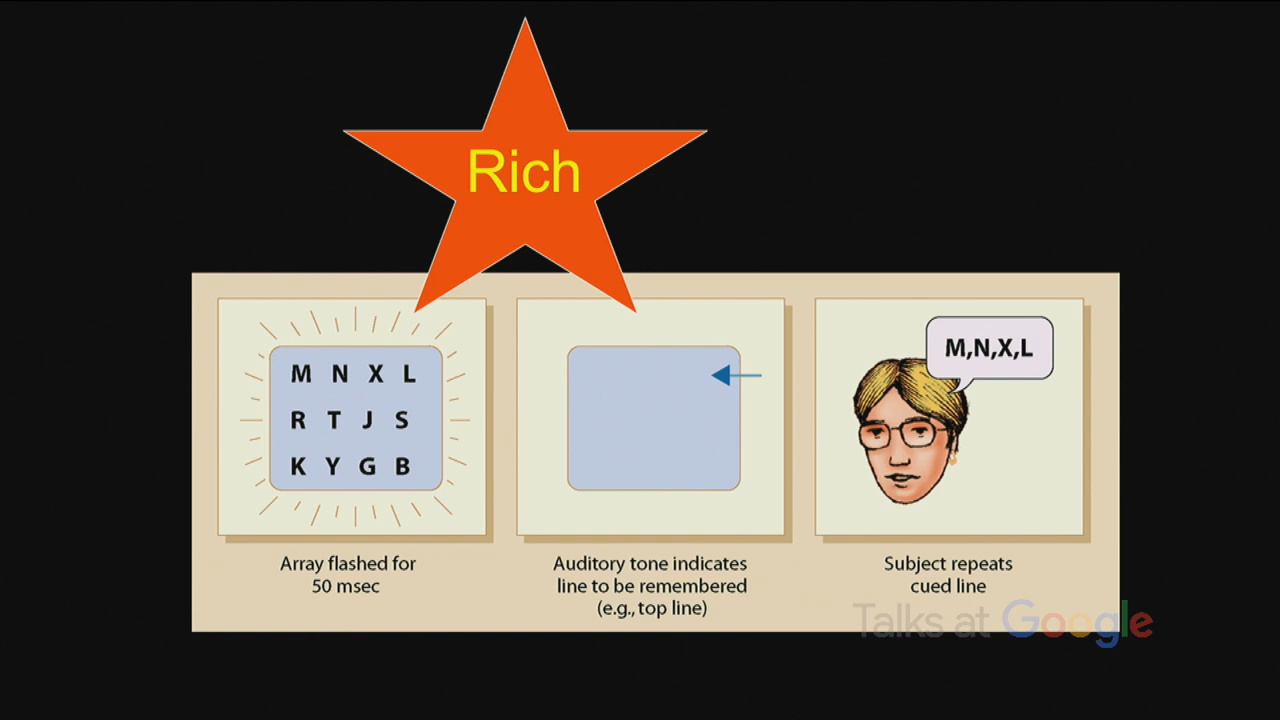 Rich
M N X L
R T J S
K Y G B
M,N,X,L
Array flashed for
50 msec
Auditory tone indicates
line to be remembered
(e.g., top line)
Subject repeats
cued line
Talks at Google